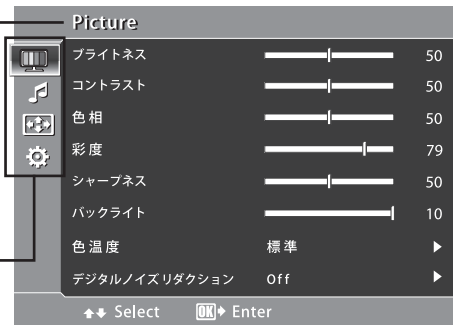 Picture
ブライトネス 50
コントラスト 50
色相 50
彩度 79
シャープネス 50
バックライト 10
色温度 標準
デジタルノイズリダクション Off
Select OK Enter